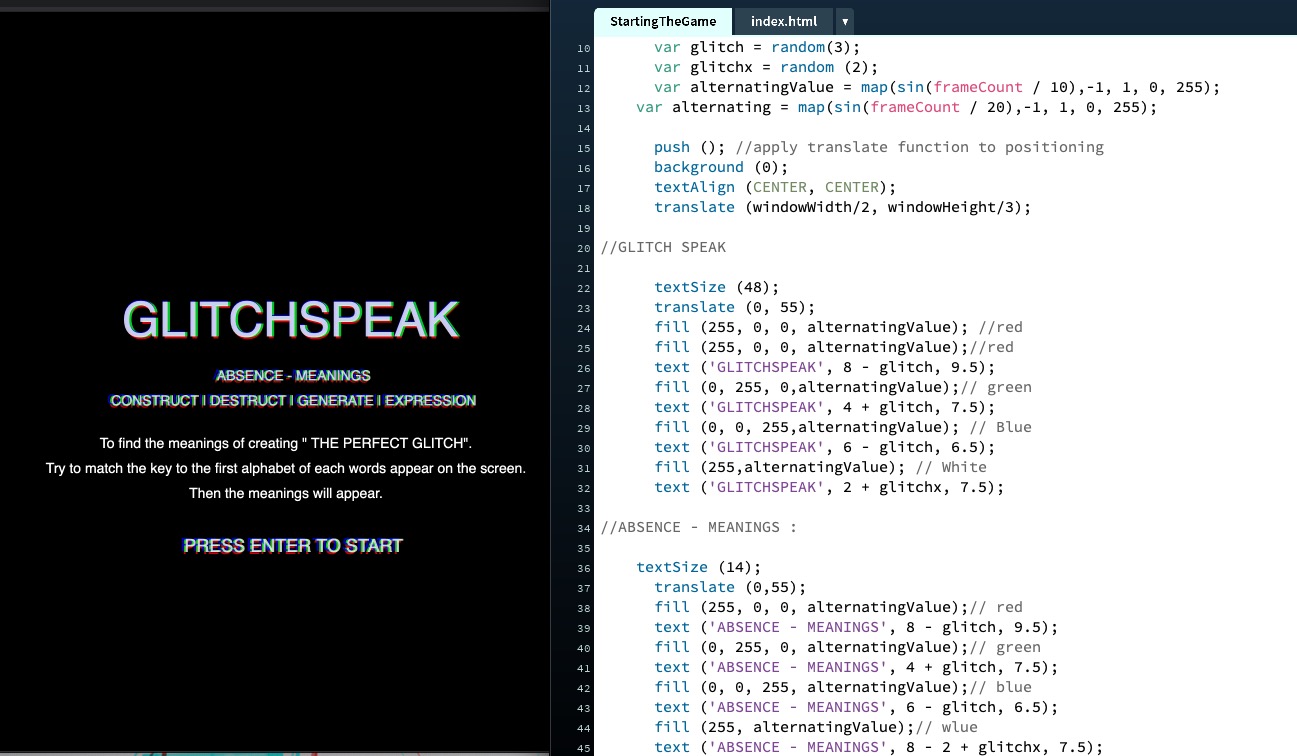 GLITCHSPEAK
ABSENCE - MEANINGS
CONSTRUCT | DESTRUCT | GENERATE | EXPRESSION
To find the meanings of creating " THE PERFECT GLITCH".
Try to match the key to the first alphabet of each words appear on the screen.
Then the meanings will appear.
PRESS ENTER TO START
StartingTheGame index.html ▾
10 var glitch = random(3);
11 var glitchx = random (2);
12 var alternatingValue = map(sin(frameCount / 10),-1, 1, 0, 255);
13 var alternating = map(sin(frameCount / 20),-1, 1, 0, 255);
14
15 push (); //apply translate function to positioning
16 background (0);
17 textAlign (CENTER, CENTER);
18 translate (windowWidth/2, windowHeight/3);
19
20 //GLITCH SPEAK
21
22 textSize (48);
23 translate (0, 55);
24 fill (255, 0, 0, alternatingValue); //red
25 fill (255, 0, 0, alternatingValue);//red
26 text ('GLITCHSPEAK', 8 - glitch, 9.5);
27 fill (0, 255, 0,alternatingValue);// green
28 text ('GLITCHSPEAK', 4 + glitch, 7.5);
29 fill (0, 0, 255,alternatingValue); // Blue
30 text ('GLITCHSPEAK', 6 - glitch, 6.5);
31 fill (255,alternatingValue); // White
32 text ('GLITCHSPEAK', 2 + glitchx, 7.5);
33
34 //ABSENCE - MEANINGS :
35
36 textSize (14);
37 translate (0,55);
38 fill (255, 0, 0, alternatingValue);// red
39 text ('ABSENCE - MEANINGS', 8 - glitch, 9.5);
40 fill (0, 255, 0, alternatingValue);// green
41 text ('ABSENCE - MEANINGS', 4 + glitch, 7.5);
42 fill (0, 0, 255, alternatingValue);// blue
43 text ('ABSENCE - MEANINGS', 6 - glitch, 6.5);
44 fill (255, alternatingValue);// wlue
45 text ('ABSENCE - MEANINGS', 8 - 2 + glitchx, 7.5);